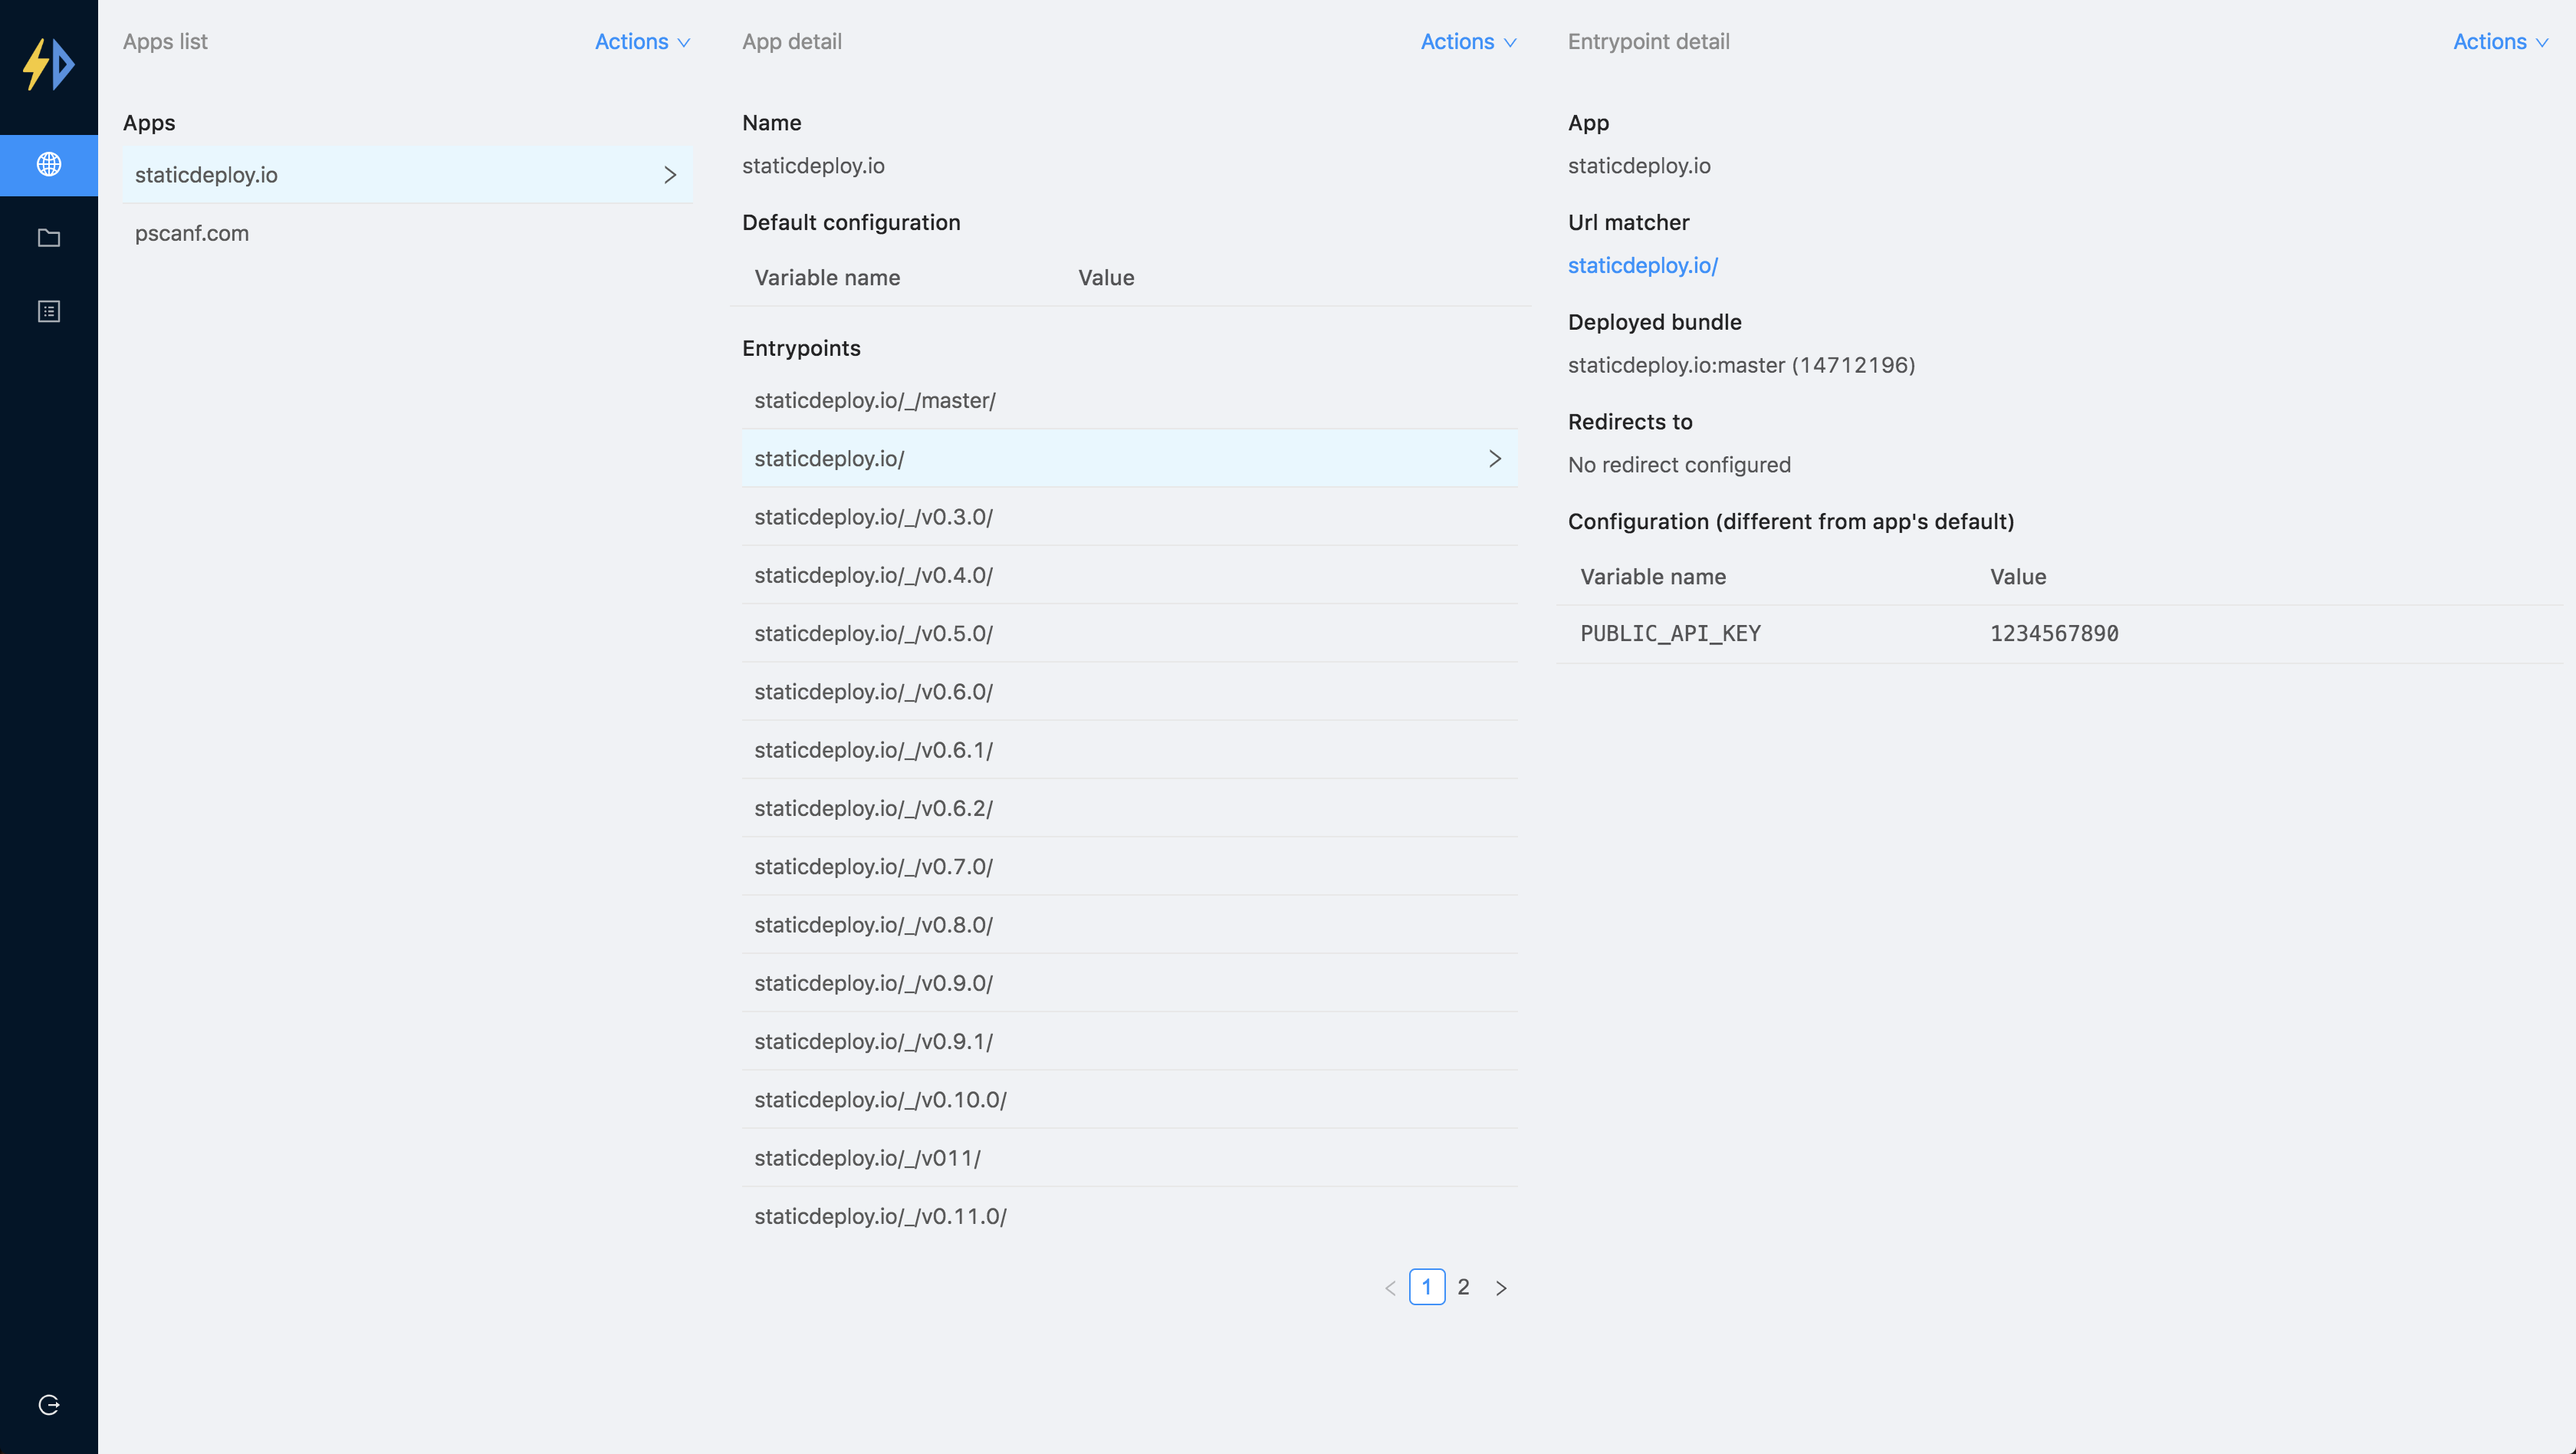 Apps list
Actions
Apps
staticdeploy.io
pscanf.com
App detail
Actions
Name
staticdeploy.io
Default configuration
Variable name Value
Entrypoints
staticdeploy.io/_/master/
staticdeploy.io/
staticdeploy.io/_/v0.3.0/
staticdeploy.io/_/v0.4.0/
staticdeploy.io/_/v0.5.0/
staticdeploy.io/_/v0.6.0/
staticdeploy.io/_/v0.6.1/
staticdeploy.io/_/v0.6.2/
staticdeploy.io/_/v0.7.0/
staticdeploy.io/_/v0.8.0/
staticdeploy.io/_/v0.9.0/
staticdeploy.io/_/v0.9.1/
staticdeploy.io/_/v0.10.0/
staticdeploy.io/_/v011/
staticdeploy.io/_/v0.11.0/
1 2
Entrypoint detail
Actions
App
staticdeploy.io
Url matcher
staticdeploy.io/
Deployed bundle
staticdeploy.io:master (14712196)
Redirects to
No redirect configured
Configuration (different from app's default)
Variable name Value
PUBLIC_API_KEY 1234567890